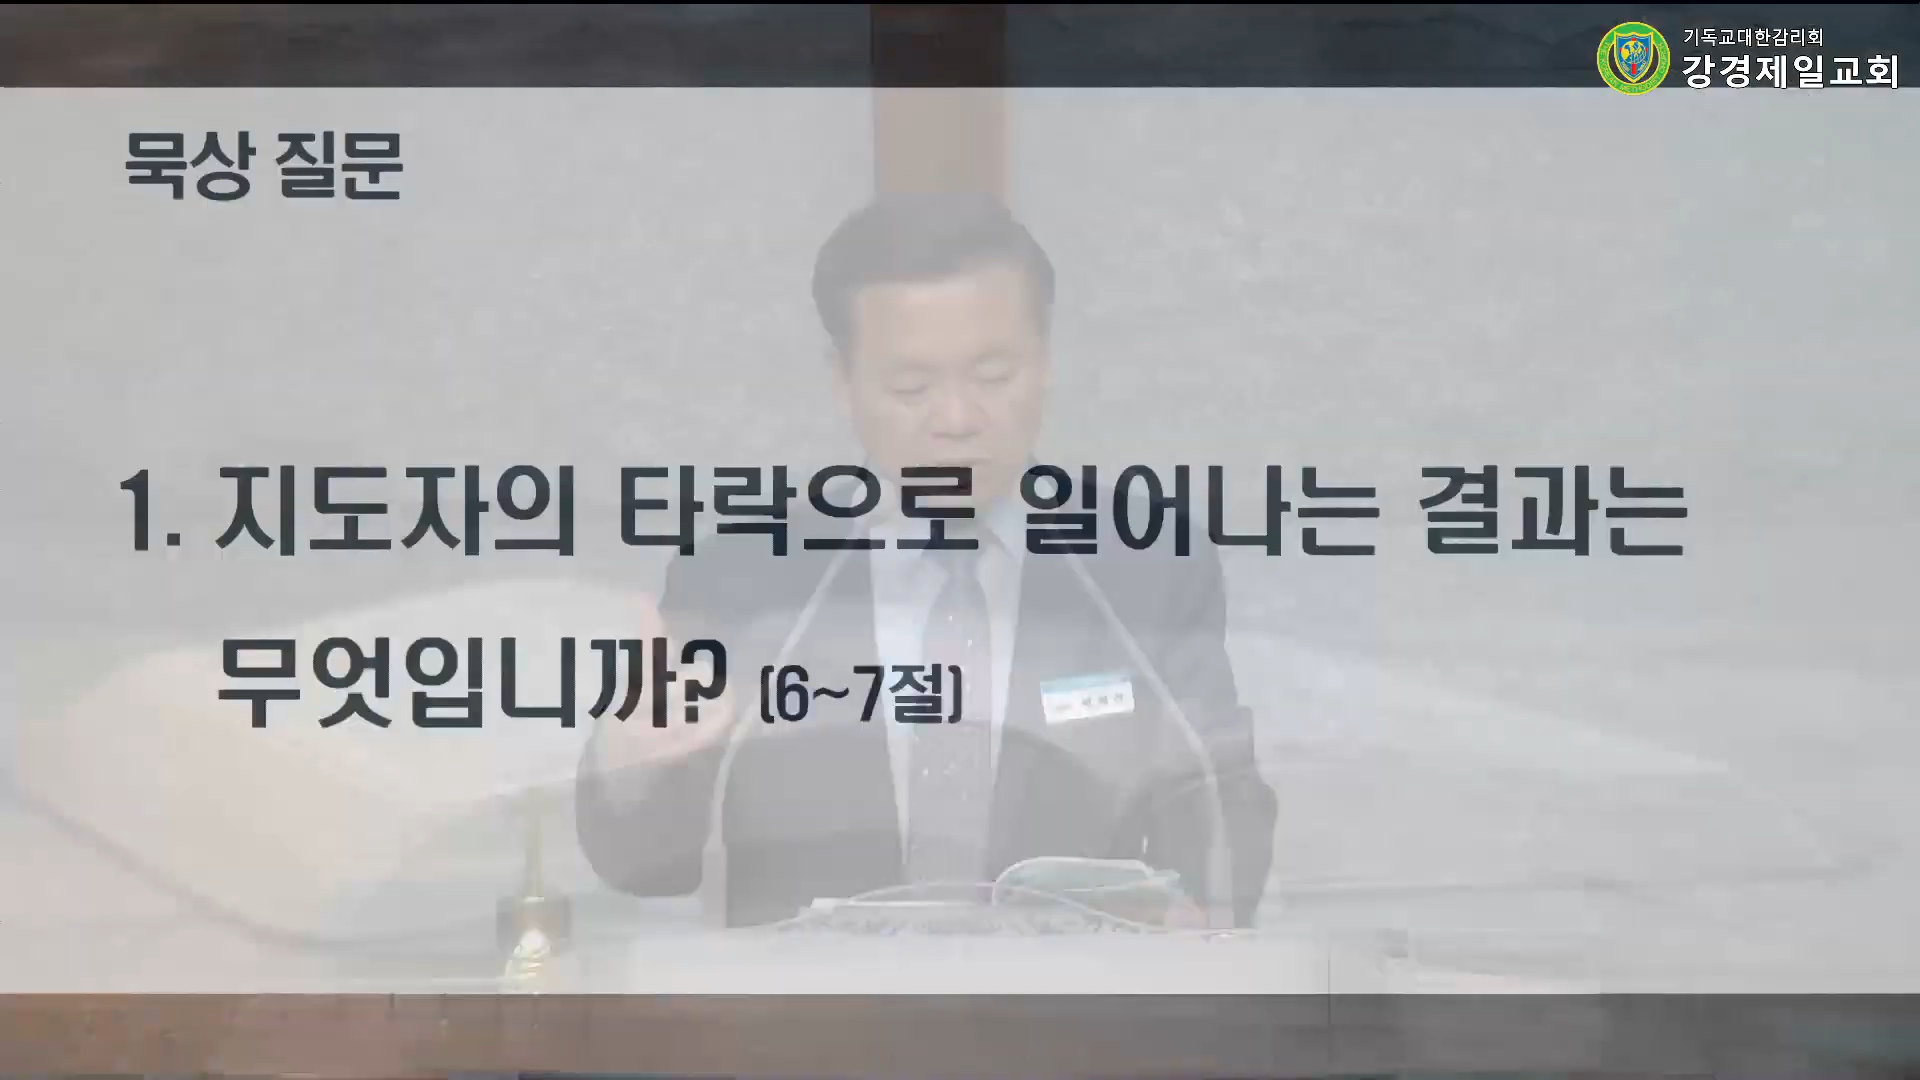 기독교대한감리회
강경제일교회
묵상 질문
1. 지도자의 타락으로 일어나는 결과는
무엇입니까? (6~7절)